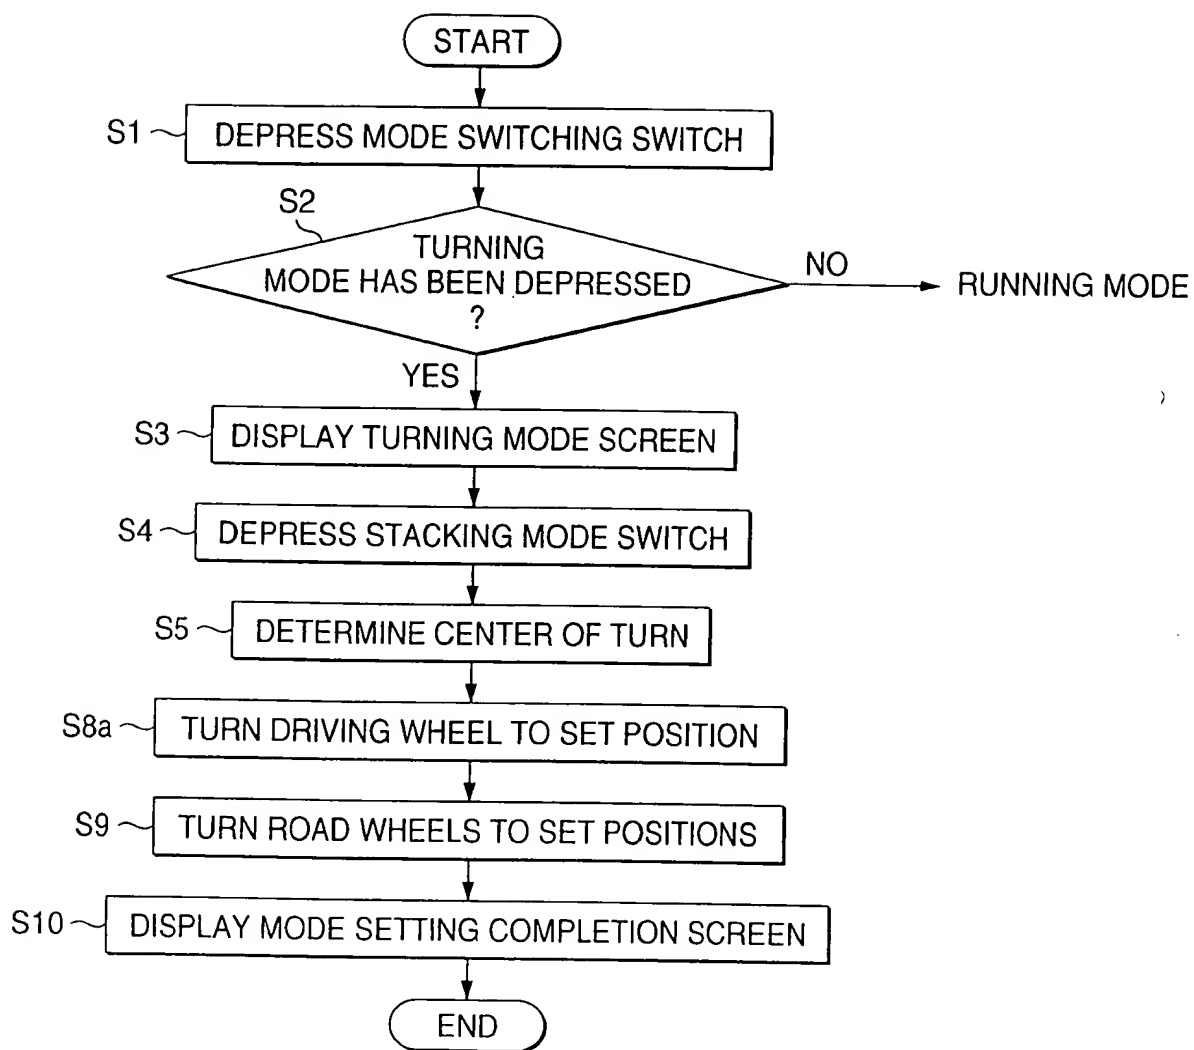 START
S1
DEPRESS MODE SWITCHING SWITCH
S2
TURNING
MODE HAS BEEN DEPRESSED
?
NO
RUNNING MODE
YES
S3
DISPLAY TURNING MODE SCREEN
S4
DEPRESS STACKING MODE SWITCH
S5
DETERMINE CENTER OF TURN
S8a
TURN DRIVING WHEEL TO SET POSITION
S9
TURN ROAD WHEELS TO SET POSITIONS
S10
DISPLAY MODE SETTING COMPLETION SCREEN
END